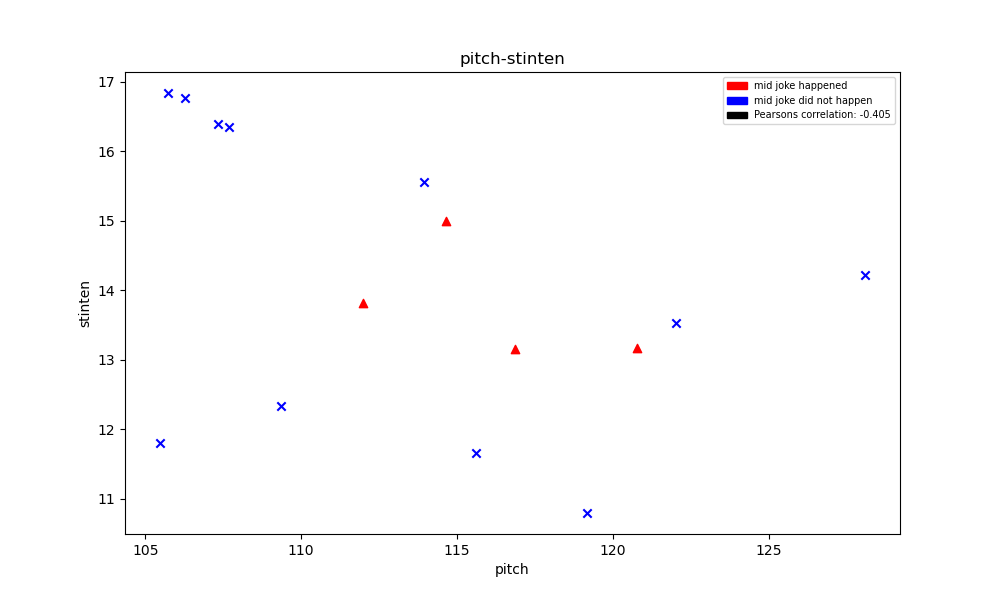 pitch-stinten
mid joke happened
mid joke did not happen
Pearsons correlation: -0.405
17
16
15
14
13
12
11
stinten
105
110
115
120
125
pitch